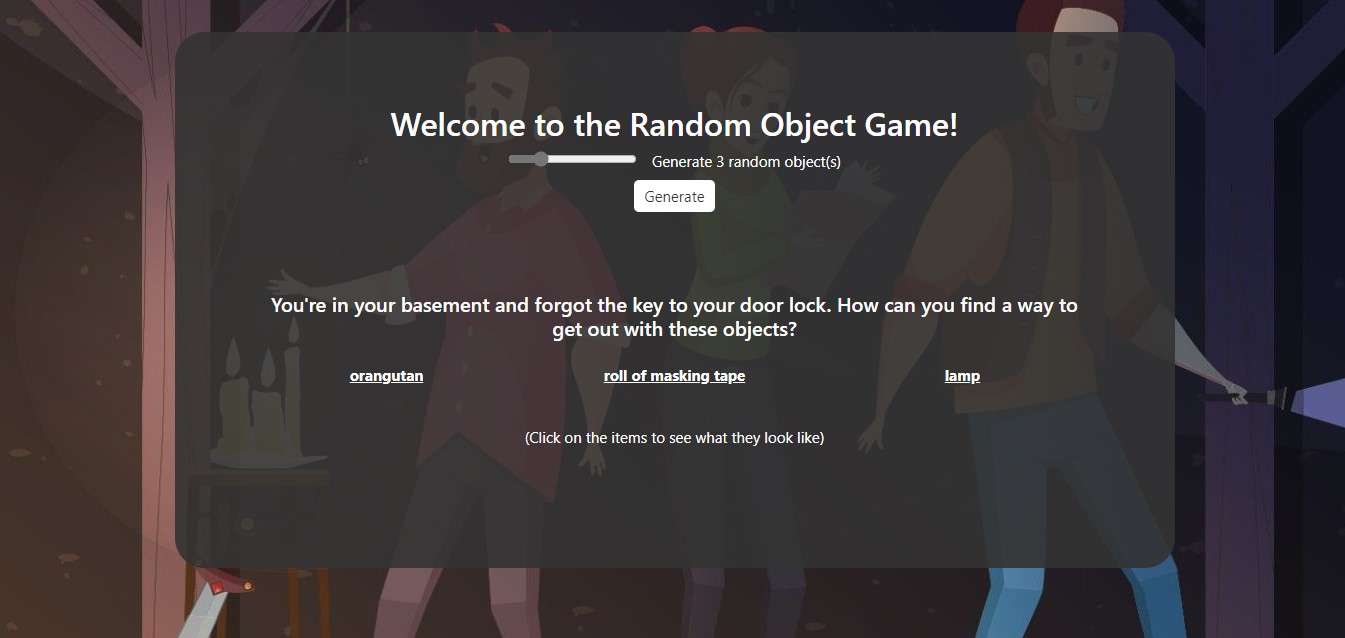 Welcome to the Random Object Game!
Generate 3 random object(s)
Generate
You're in your basement and forgot the key to your door lock. How can you find a way to
get out with these objects?
orangutan roll of masking tape lamp
(Click on the items to see what they look like)